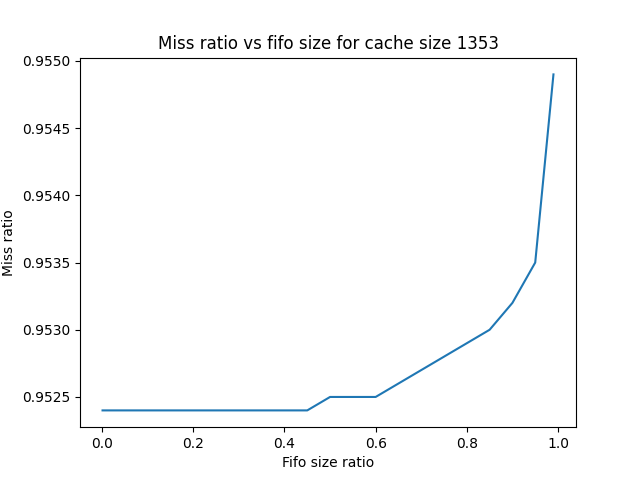 Miss ratio vs fifo size for cache size 1353
0.9550
0.9545
0.9540
0.9535
0.9530
0.9525
Miss ratio
0.0 0.2 0.4 0.6 0.8 1.0
Fifo size ratio